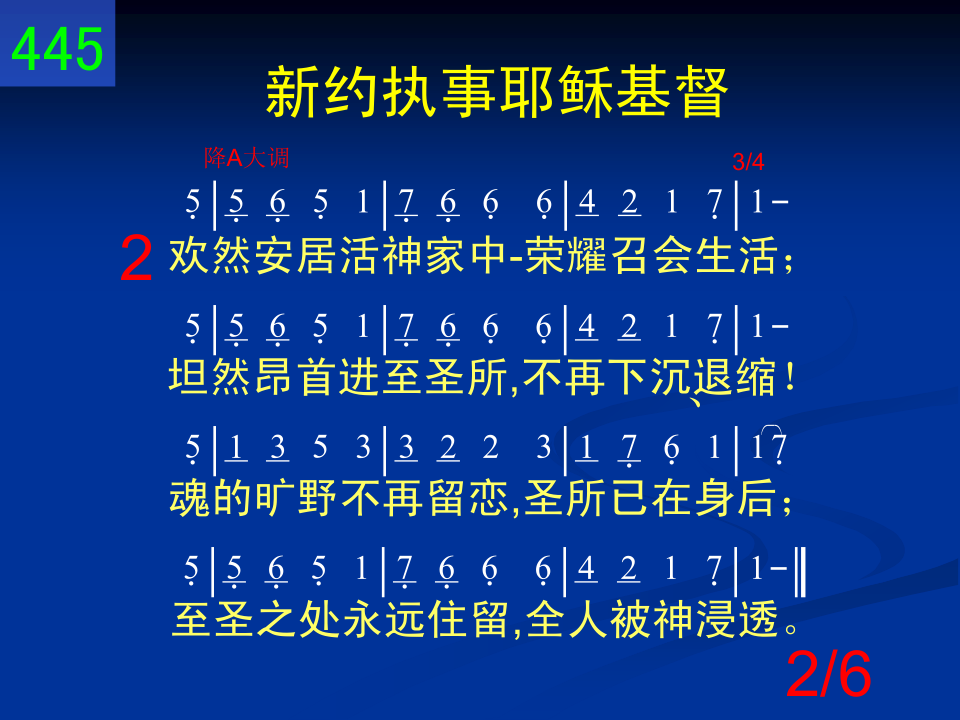 445
新约执事耶稣基督
降A大调 3/4
5̣|5̣ 6̣ 5̣ 1|7̣ 6̣ 6̣ 6̣|4 2 1 7̣|1-
2 欢然安居活神家中-荣耀召会生活；
5̣|5̣ 6̣ 5̣ 1|7̣ 6̣ 6̣ 6̣|4 2 1 7̣|1-
坦然昂首进至圣所,不再下沉、退缩！
5̣|1 3 5 3|3 2 2 3|1 7̣ 6̣ 1|1 7̣
魂的旷野不再留恋,圣所已在身后；
5̣|5̣ 6̣ 5̣ 1|7̣ 6̣ 6̣ 6̣|4 2 1 7̣|1-‖
至圣之处永远住留,全人被神浸透。
2/6